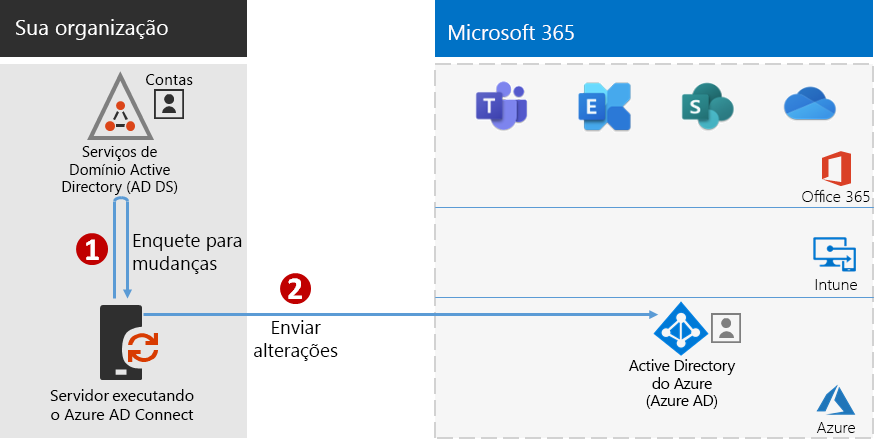 Sua organização
Microsoft 365
Contas
Serviços de
Domínio Active
Directory (AD DS)
T
E
S
Office 365
1
Enquete para
mudanças
Intune
2
Enviar
alterações
Servidor executando
o Azure AD Connect
Active Directory
do Azure
(Azure AD)
Azure